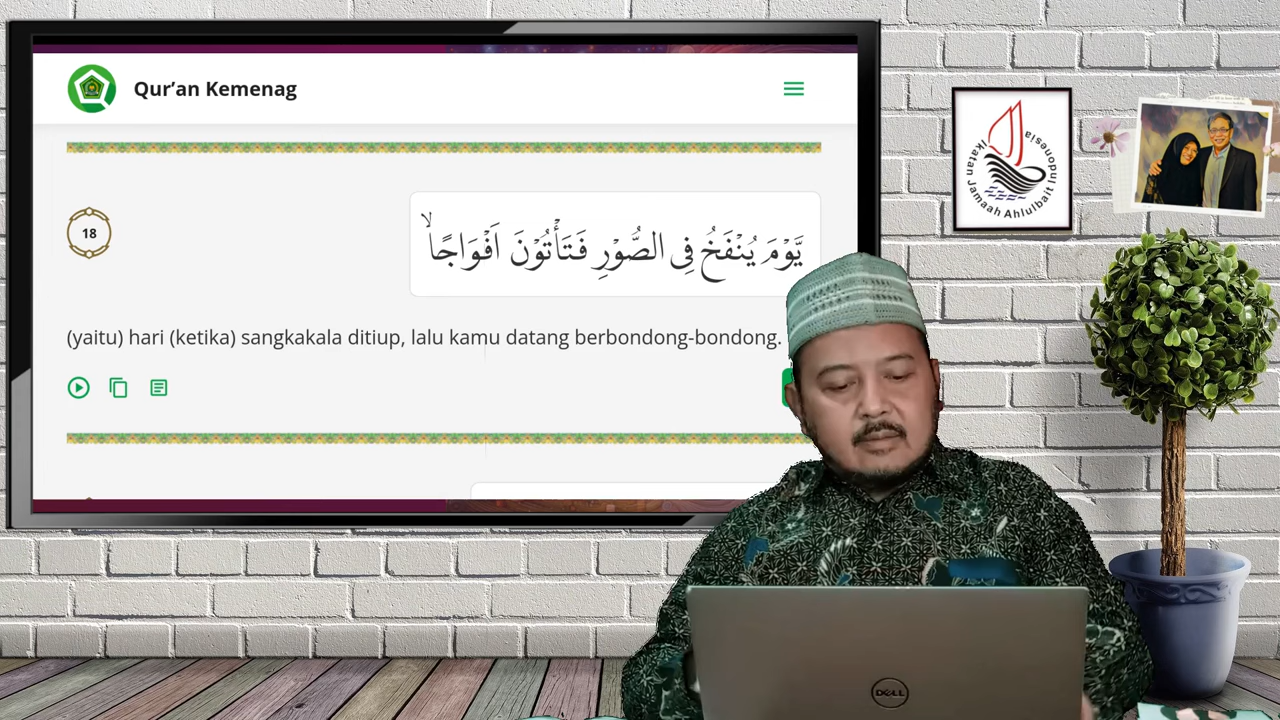 Qur'an Kemenag
يَّوْمَ يُنْفَخُ فِى الصُّوْرِ فَتَأْتُوْنَ اَفْوَاجًاۙ
18
(yaitu) hari (ketika) sangkakala ditiup, lalu kamu datang berbondong-bondong.
Ikatan Jamaah Ahlulbait Indonesia
DELL